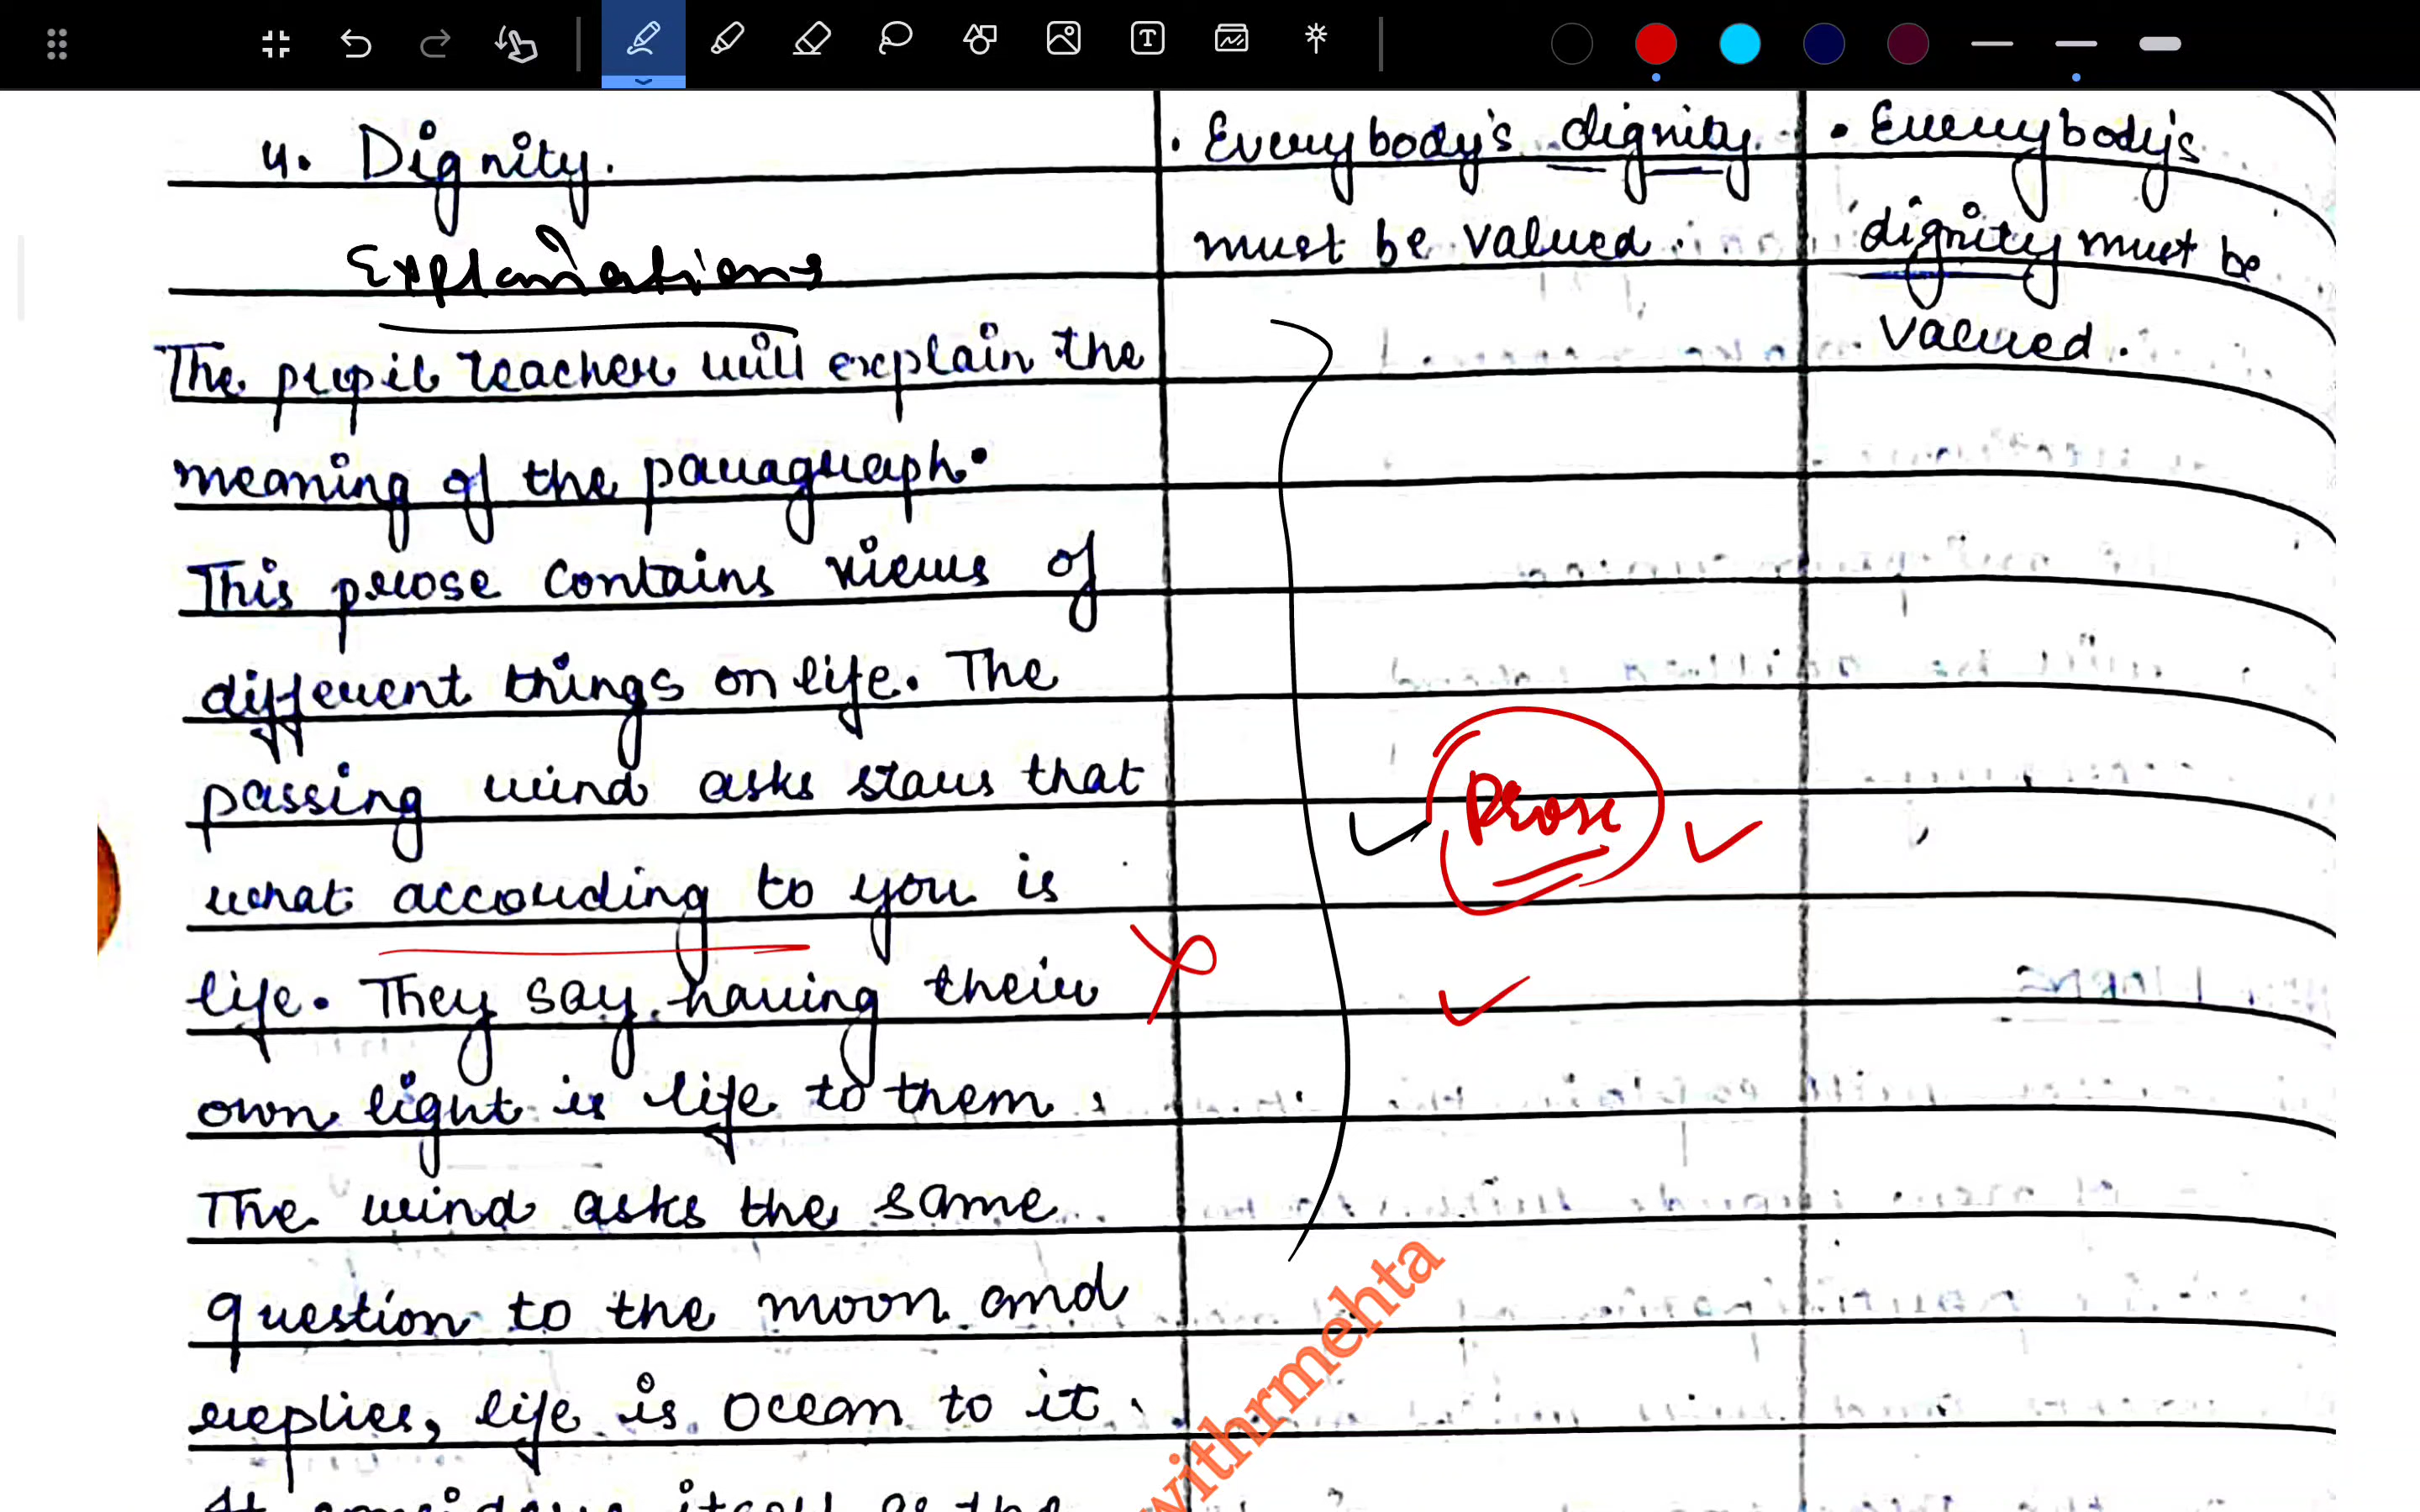 4. Dignity.
• Everybody's dignity
must be valued.
• Everybody's
dignity must be
valued.
Explanations
The pupil teacher will explain the
meaning of the paragraph.
This prose contains views of
different things on life. The
passing wind asks stars that
what according to you is
life. They say having their
own light is life to them.
The wind asks the same
question to the moon and
replies, life is ocean to it.
Prose
withrmehta